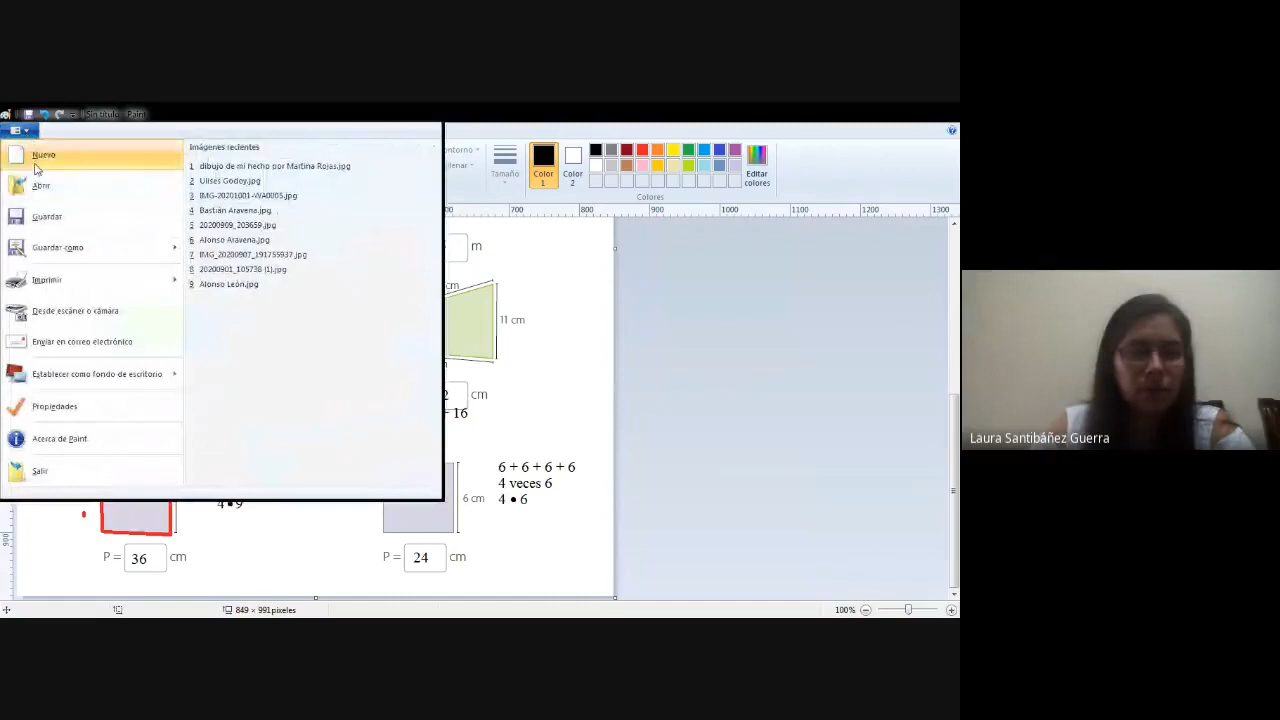 Sin título - Paint
Nuevo
Abrir
Guardar
Guardar como
Imprimir
Desde escáner o cámara
Enviar en correo electrónico
Establecer como fondo de escritorio
Propiedades
Acerca de Paint
Salir
Imágenes recientes
1 dibujo de mi hecho por Martina Rojas.jpg
2 Ulises Godoy.jpg
3 IMG-20201001-WA0005.jpg
4 Bastián Aravena.jpg
5 20200909_203659.jpg
6 Alonso Aravena.jpg
7 IMG_20200907_191755937.jpg
8 20200901_105738 (1).jpg
9 Alonso León.jpg
Tamaño
Color 1
Color 2
Editar colores
Colores
700 800 900 1000 1100 1200 1300
m
cm
11 cm
2 cm
+ 16
6 + 6 + 6 + 6
4 veces 6
4 • 6
6 cm
4 • 9
P = 36 cm
P = 24 cm
900
849 × 991píxeles
100%
Laura Santibáñez Guerra